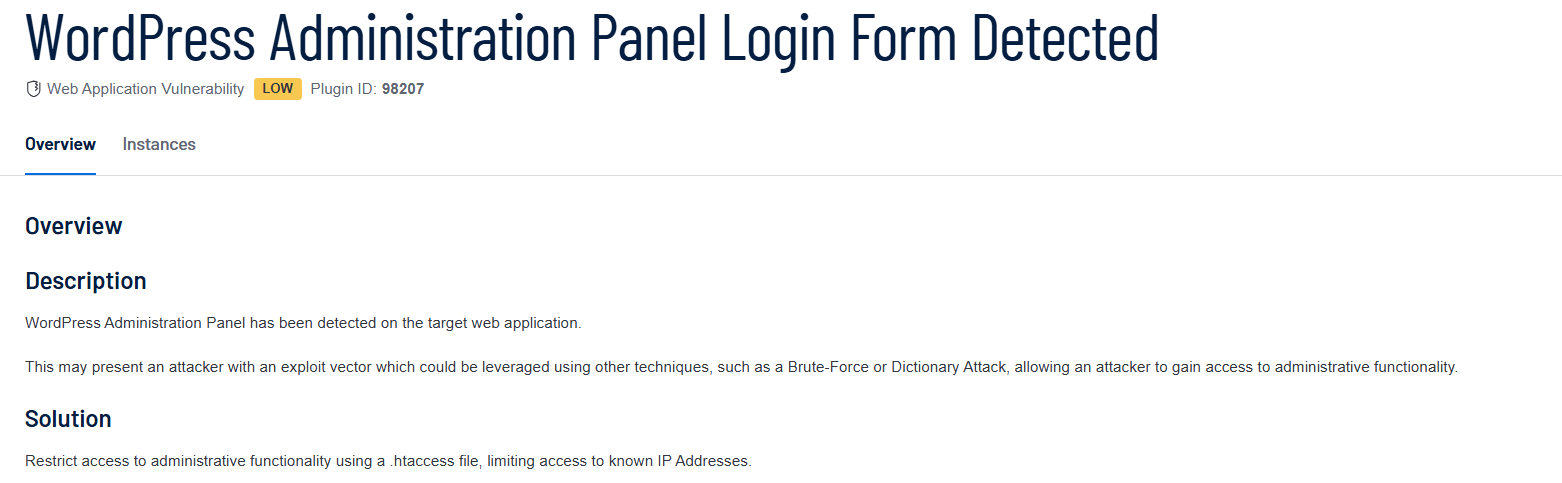 WordPress Administration Panel Login Form Detected
Web Application Vulnerability LOW Plugin ID: 98207
Overview Instances
Overview
Description
WordPress Administration Panel has been detected on the target web application.
This may present an attacker with an exploit vector which could be leveraged using other techniques, such as a Brute-Force or Dictionary Attack, allowing an attacker to gain access to administrative functionality.
Solution
Restrict access to administrative functionality using a .htaccess file, limiting access to known IP Addresses.